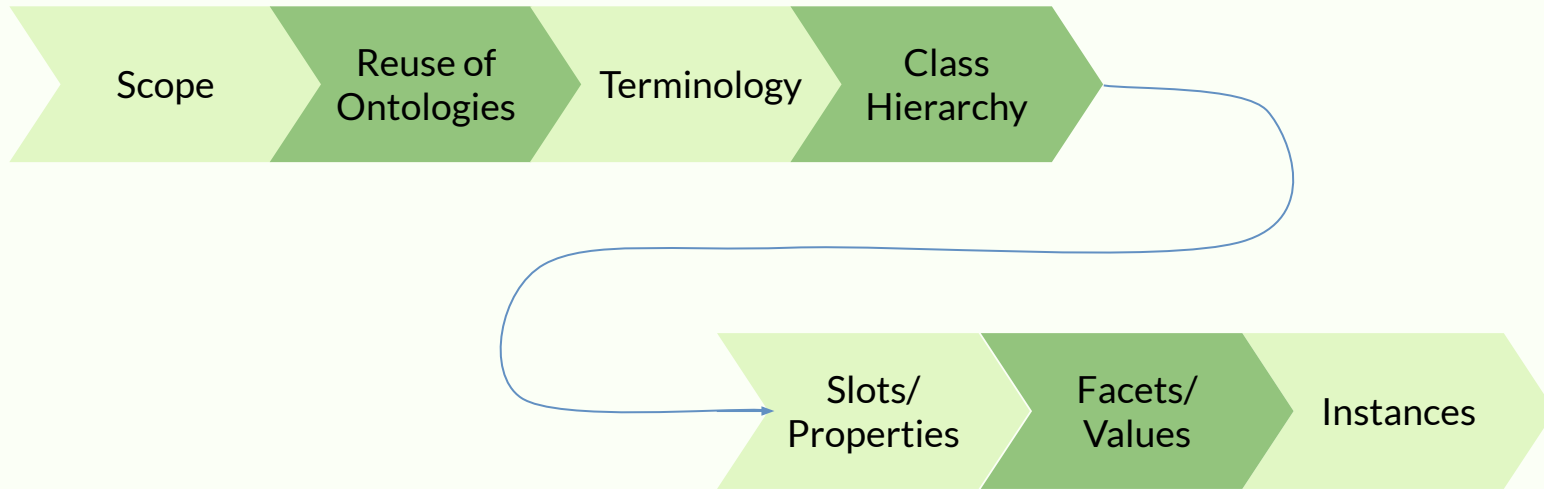 Scope
Reuse of
Ontologies
Terminology
Class
Hierarchy
Slots/
Properties
Facets/
Values
Instances